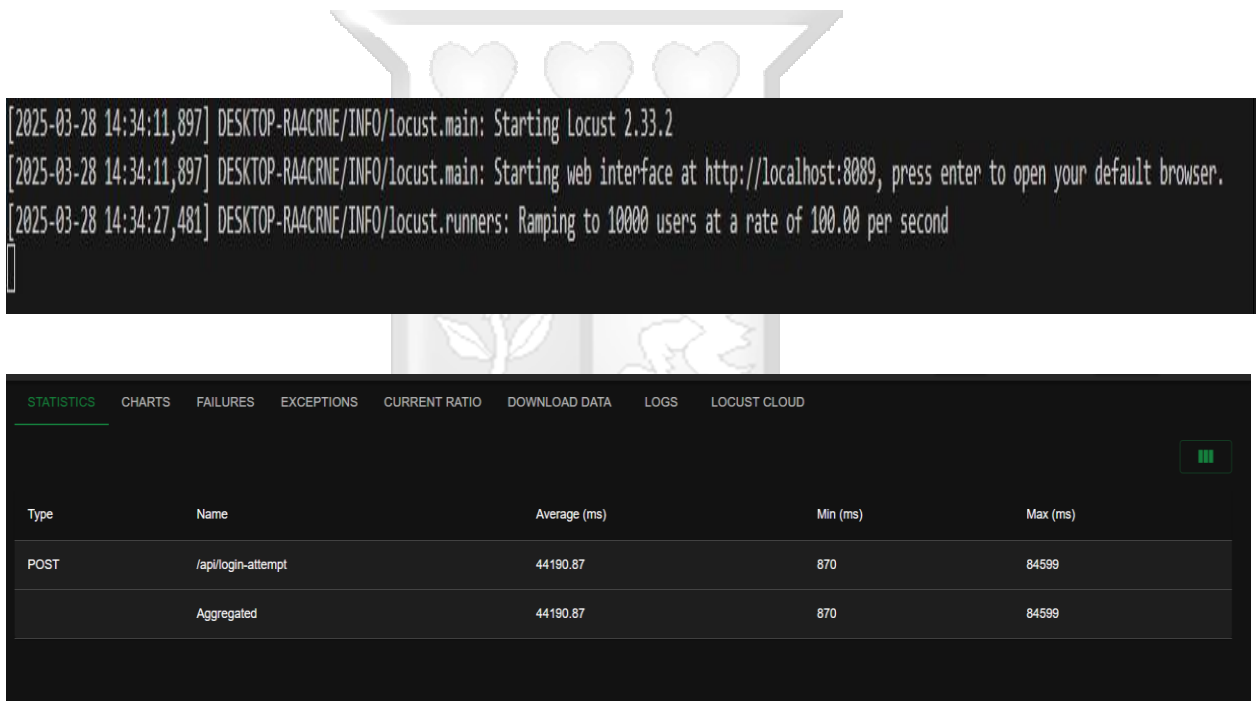 [2025-03-28 14:34:11,897] DESKTOP-RA4CRNE/INFO/locust.main: Starting Locust 2.33.2
[2025-03-28 14:34:11,897] DESKTOP-RA4CRNE/INFO/locust.main: Starting web interface at http://localhost:8089, press enter to open your default browser.
[2025-03-28 14:34:27,481] DESKTOP-RA4CRNE/INFO/locust.runners: Ramping to 10000 users at a rate of 100.00 per second
STATISTICS CHARTS FAILURES EXCEPTIONS CURRENT RATIO DOWNLOAD DATA LOGS LOCUST CLOUD
Type Name Average (ms) Min (ms) Max (ms)
POST /api/login-attempt 44190.87 870 84599
Aggregated 44190.87 870 84599